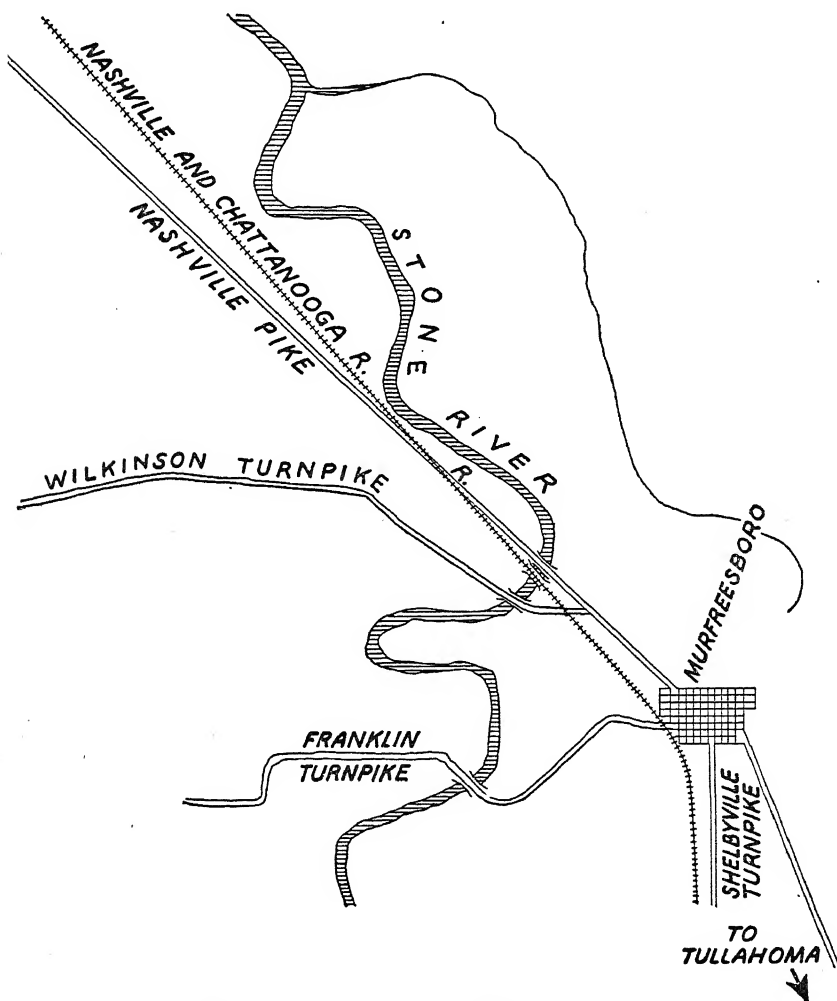 NASHVILLE AND CHATTANOOGA R. R.
NASHVILLE PIKE
STONE RIVER
WILKINSON TURNPIKE
MURFREESBORO
FRANKLIN
TURNPIKE
SHELBYVILLE
TURNPIKE
TO
TULLAHOMA